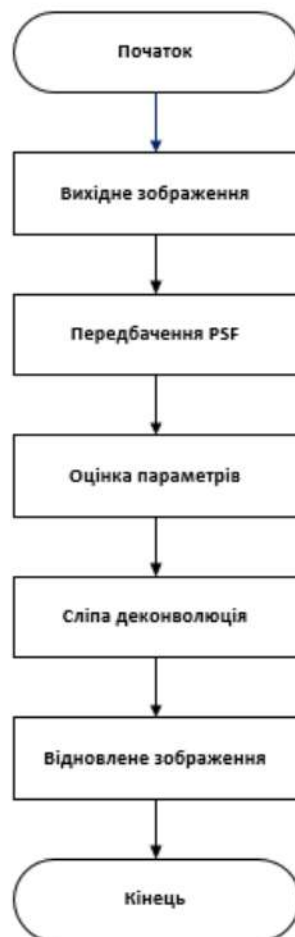 Початок
Вихідне зображення
Передбачення PSF
Оцінка параметрів
Сліпа деконволюція
Відновлене зображення
Кінець